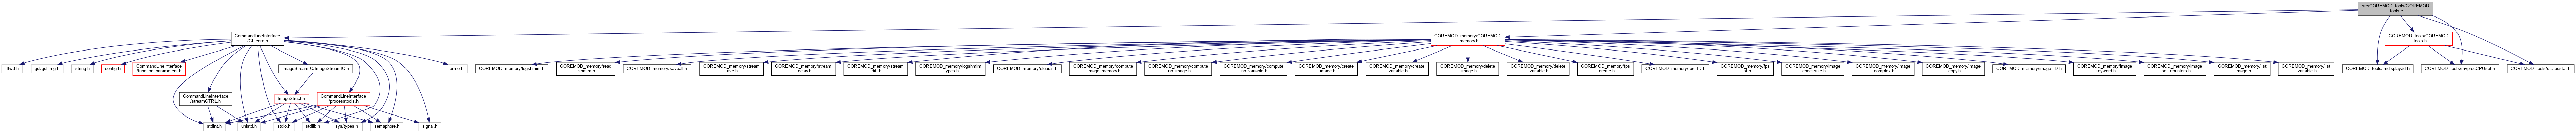 src/COREMOD_tools/COREMOD
_tools.c
CommandLineInterface
/CLIcore.h
COREMOD_memory/COREMOD
_memory.h
COREMOD_tools/COREMOD
_tools.h
fftw3.h
gsl/gsl_rng.h
string.h
config.h
CommandLineInterface
/function_parameters.h
ImageStreamIO/ImageStreamIO.h
errno.h
COREMOD_memory/logshmim.h
COREMOD_memory/read
_shmim.h
COREMOD_memory/saveall.h
COREMOD_memory/stream
_ave.h
COREMOD_memory/stream
_delay.h
COREMOD_memory/stream
_diff.h
COREMOD_memory/logshmim
_types.h
COREMOD_memory/clearall.h
COREMOD_memory/compute
_image_memory.h
COREMOD_memory/compute
_nb_image.h
COREMOD_memory/compute
_nb_variable.h
COREMOD_memory/create
_image.h
COREMOD_memory/create
_variable.h
COREMOD_memory/delete
_image.h
COREMOD_memory/delete
_variable.h
COREMOD_memory/fps
_create.h
COREMOD_memory/fps_ID.h
COREMOD_memory/fps
_list.h
COREMOD_memory/image
_checksize.h
COREMOD_memory/image
_complex.h
COREMOD_memory/image
_copy.h
COREMOD_memory/image_ID.h
COREMOD_memory/image
_keyword.h
COREMOD_memory/image
_set_counters.h
COREMOD_memory/list
_image.h
COREMOD_memory/list
_variable.h
COREMOD_tools/imdisplay3d.h
COREMOD_tools/mvprocCPUset.h
COREMOD_tools/statusstat.h
CommandLineInterface
/streamCTRL.h
ImageStruct.h
CommandLineInterface
/processtools.h
stdint.h
unistd.h
stdio.h
stdlib.h
sys/types.h
semaphore.h
signal.h